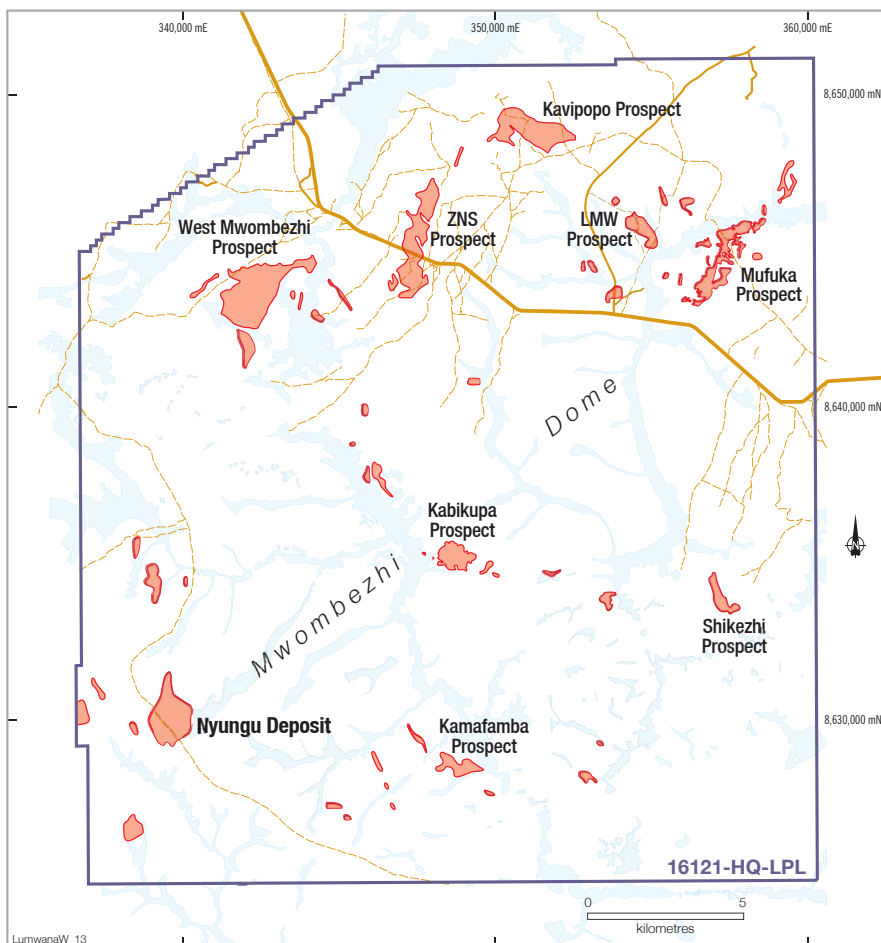 340,000 mE
350,000 mE
360,000 mE
8,650,000 mN
Kavipopo Prospect
West Mwombezhi
Prospect
ZNS
Prospect
LMW
Prospect
Mufuka
Prospect
8,640,000 mN
Dome
Kabikupa
Prospect
Mwombezhi
Shikezhi
Prospect
Nyungu Deposit
8,630,000 mN
Kamafamba
Prospect
16121-HQ-LPL
0
5
kilometres
LumwanaW_13